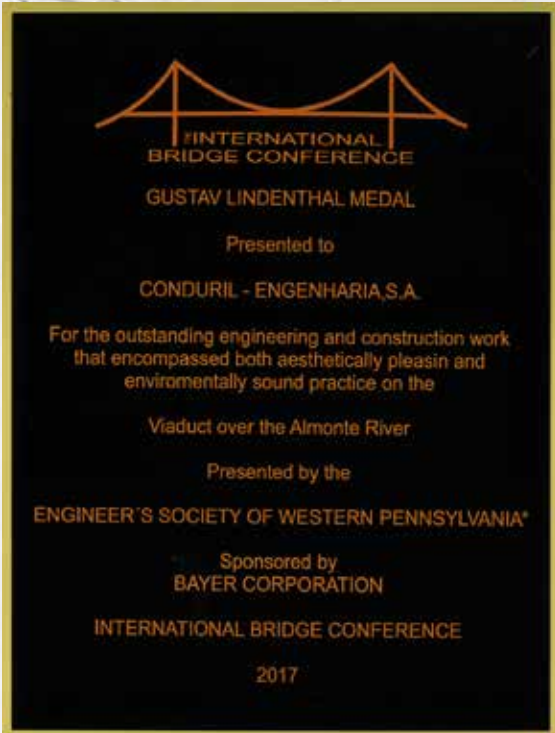 THE INTERNATIONAL
BRIDGE CONFERENCE
GUSTAV LINDENTHAL MEDAL
Presented to
CONDURIL - ENGENHARIA,S.A.
For the outstanding engineering and construction work
that encompassed both aesthetically pleasin and
enviromentally sound practice on the
Viaduct over the Almonte River
Presented by the
ENGINEER´S SOCIETY OF WESTERN PENNSYLVANIA®
Sponsored by
BAYER CORPORATION
INTERNATIONAL BRIDGE CONFERENCE
2017